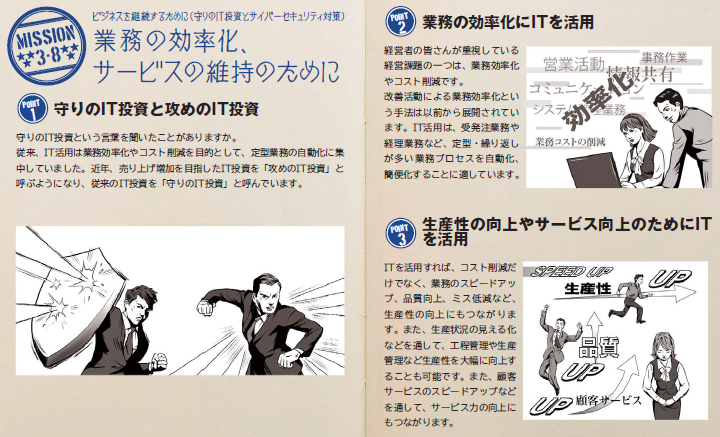 MISSION
3-8
ビジネスを継続するために(守りのIT投資とサイバーセキュリティ対策)
業務の効率化、
サービスの維持のために
POINT
1
守りのIT投資と攻めのIT投資
守りのIT投資という言葉を聞いたことがありますか。
従来、IT活用は業務効率化やコスト削減を目的として、定型業務の自動化に集
中していました。近年、売り上げ増加を目指したIT投資を「攻めのIT投資」と
呼ぶようになり、従来のIT投資を「守りのIT投資」と呼んでいます。
POINT
2
業務の効率化にITを活用
経営者の皆さんが重視している
経営課題の一つは、業務効率化
やコスト削減です。
改善活動による業務効率化とい
う手法は以前から展開されてい
ます。IT活用は、受発注業務や
経理業務など、定型・繰り返し
が多い業務プロセスを自動化、
簡便化することに適しています。
事務作業
営業活動
情報共有
コミュニケーション
効率化
業務コストの削減
POINT
3
生産性の向上やサービス向上のためにIT
を活用
ITを活用すれば、コスト削減だ
けでなく、業務のスピードアッ
プ、品質向上、ミス低減など、
生産性の向上にもつながりま
す。また、生産状況の見える化
などを通して、工程管理や生産
管理など生産性を大幅に向上す
ることも可能です。また、顧客
サービスのスピードアップなど
を通して、サービス力の向上に
もつながります。
SPEED UP
生産性
UP
品質
UP
UP
顧客サービス